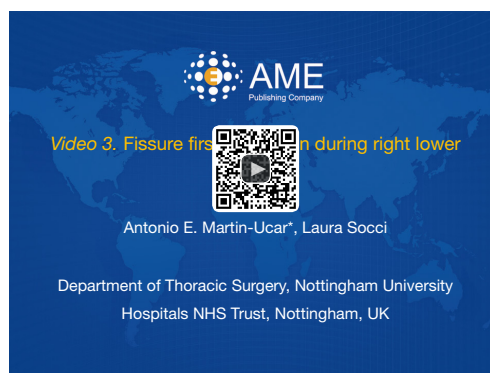 AME
Publishing Company
Video 3. Fissure firs n during right lower
Antonio E. Martin-Ucar*, Laura Socci
Department of Thoracic Surgery, Nottingham University
Hospitals NHS Trust, Nottingham, UK